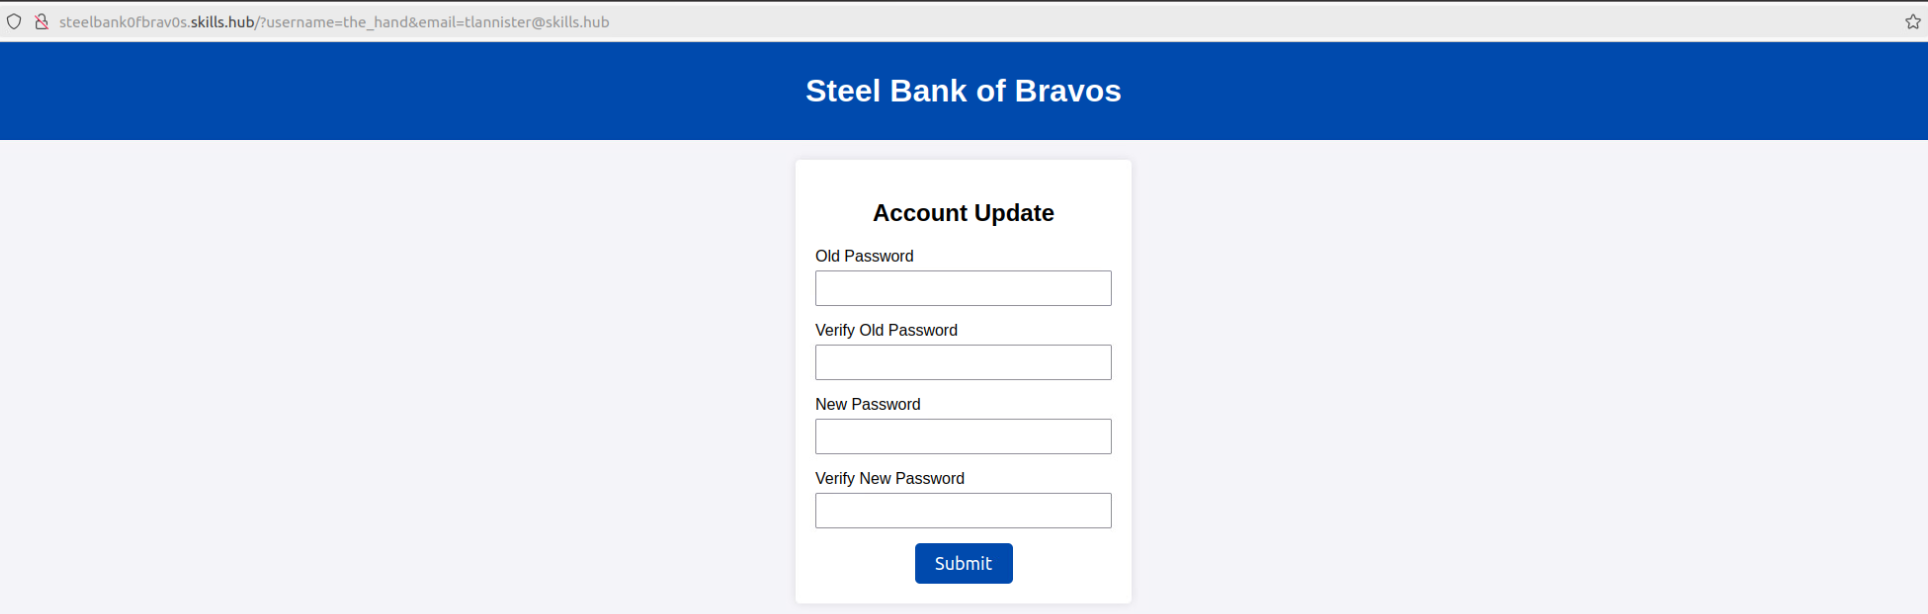 steelbank0fbrav0s.skills.hub/?username=the_hand&email=tlannister@skills.hub
Steel Bank of Bravos
Account Update
Old Password
Verify Old Password
New Password
Verify New Password
Submit